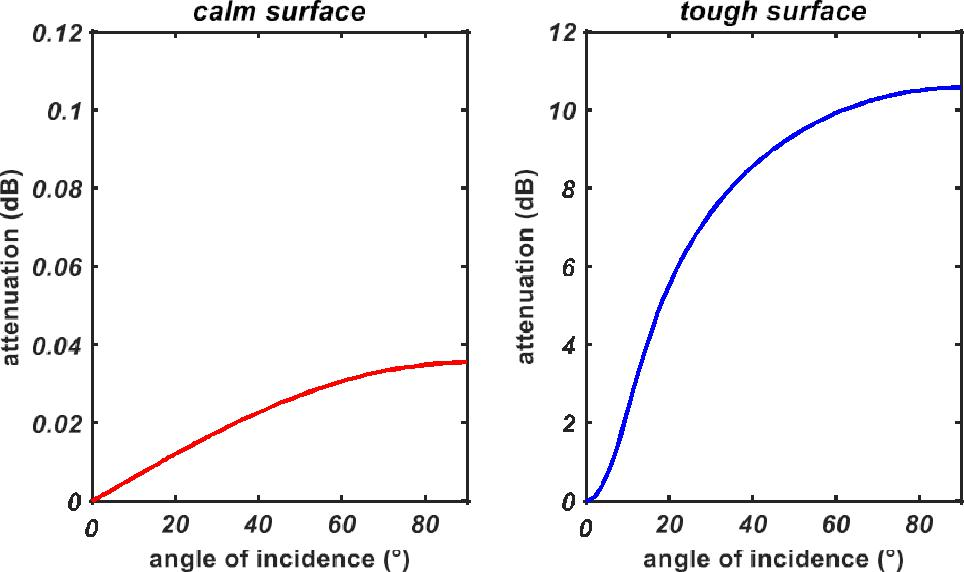 calm surface
0.12
0.1
0.08
0.06
0.04
0.02
0
0 20 40 60 80
attenuation (dB)
angle of incidence (°)
tough surface
12
10
8
6
4
2
0
0 20 40 60 80
attenuation (dB)
angle of incidence (°)